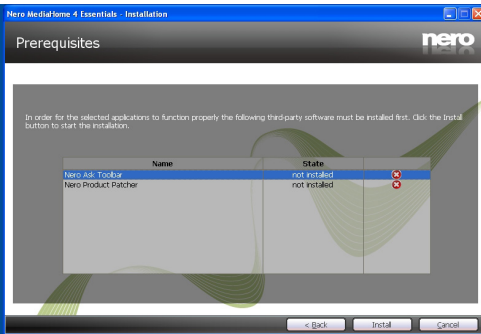 Nero MediaHome 4 Essentials - Installation
Prerequisites
nero
In order for the selected applications to function properly the following third-party software must be installed first. Click the Install
button to start the installation.
Name State
Nero Ask Toolbar not installed
Nero Product Patcher not installed
< Back Install Cancel